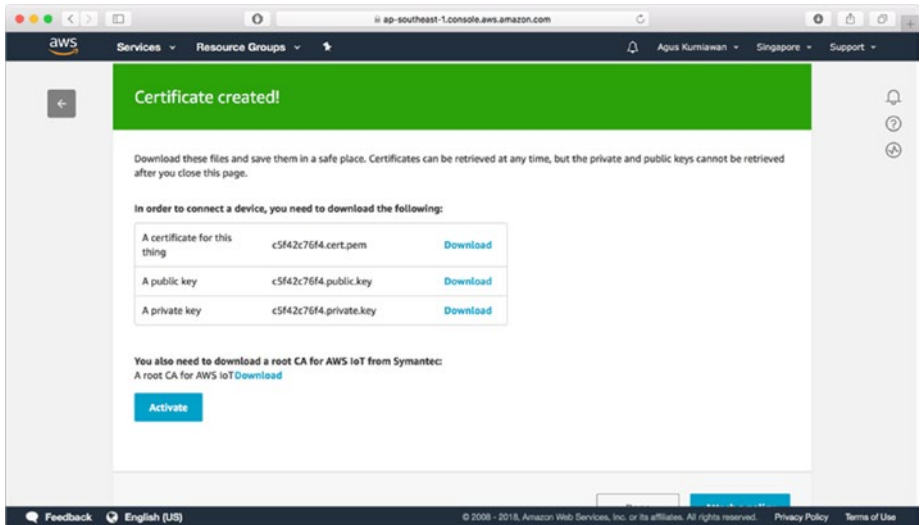 ap-southeast-1.console.aws.amazon.com
aws Services Resource Groups Agus Kurniawan Singapore Support
Certificate created!
Download these files and save them in a safe place. Certificates can be retrieved at any time, but the private and public keys cannot be retrieved
after you close this page.
In order to connect a device, you need to download the following:
A certificate for this
thing c5f42c76f4.cert.pem Download
A public key c5f42c76f4.public.key Download
A private key c5f42c76f4.private.key Download
You also need to download a root CA for AWS IoT from Symantec:
A root CA for AWS IoT Download
Activate
Feedback English (US) © 2008 - 2018, Amazon Web Services, Inc. or its affiliates. All rights reserved. Privacy Policy Terms of Use